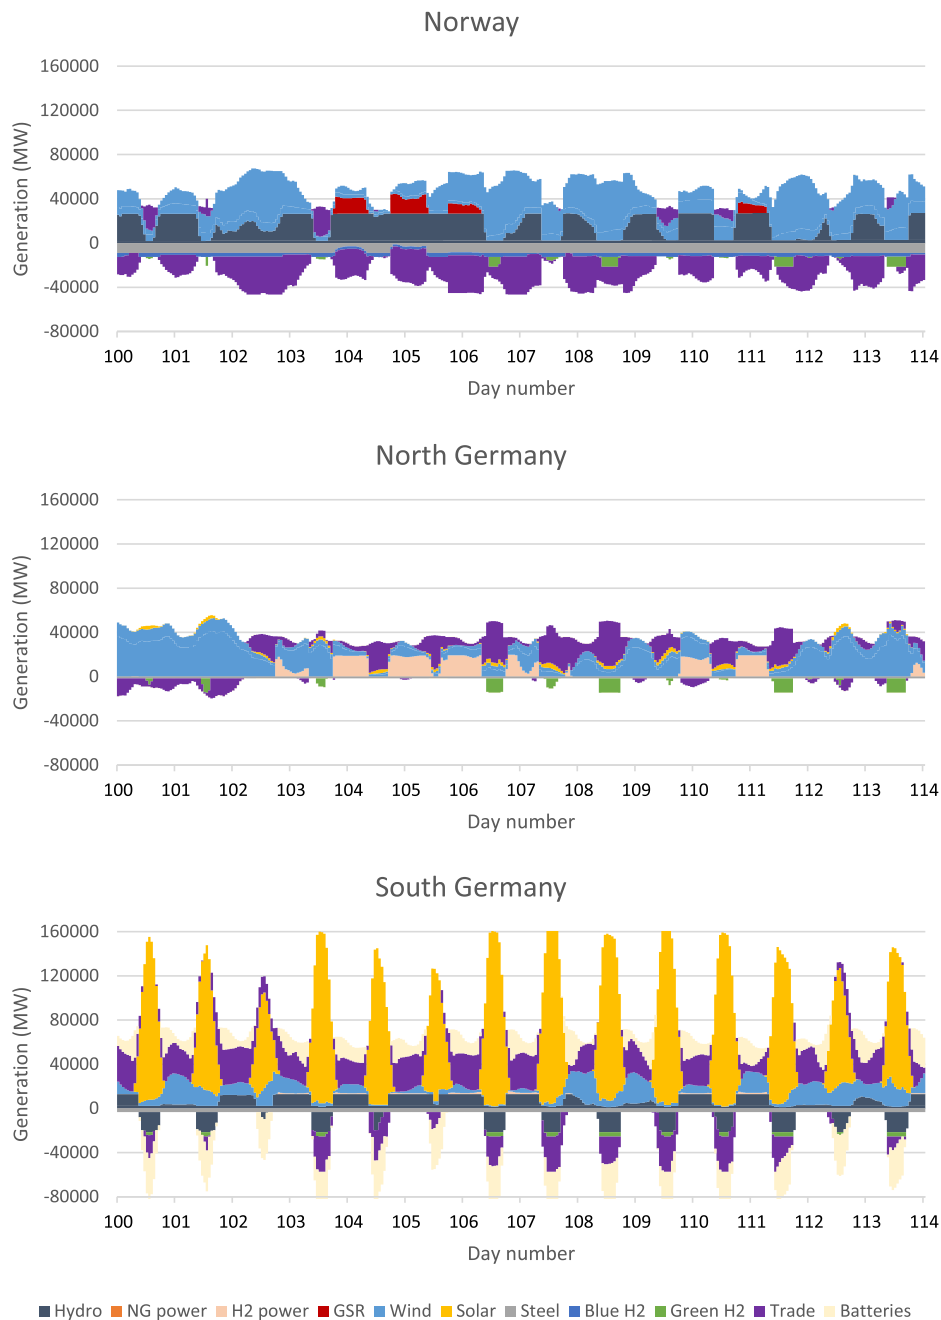 Norway
160000
120000
80000
40000
0
-40000
-80000
Generation (MW)
100 101 102 103 104 105 106 107 108 109 110 111 112 113 114
Day number
North Germany
160000
120000
80000
40000
0
-40000
-80000
Generation (MW)
100 101 102 103 104 105 106 107 108 109 110 111 112 113 114
Day number
South Germany
160000
120000
80000
40000
0
-40000
-80000
Generation (MW)
100 101 102 103 104 105 106 107 108 109 110 111 112 113 114
Day number
Hydro NG power H2 power GSR Wind Solar Steel Blue H2 Green H2 Trade Batteries